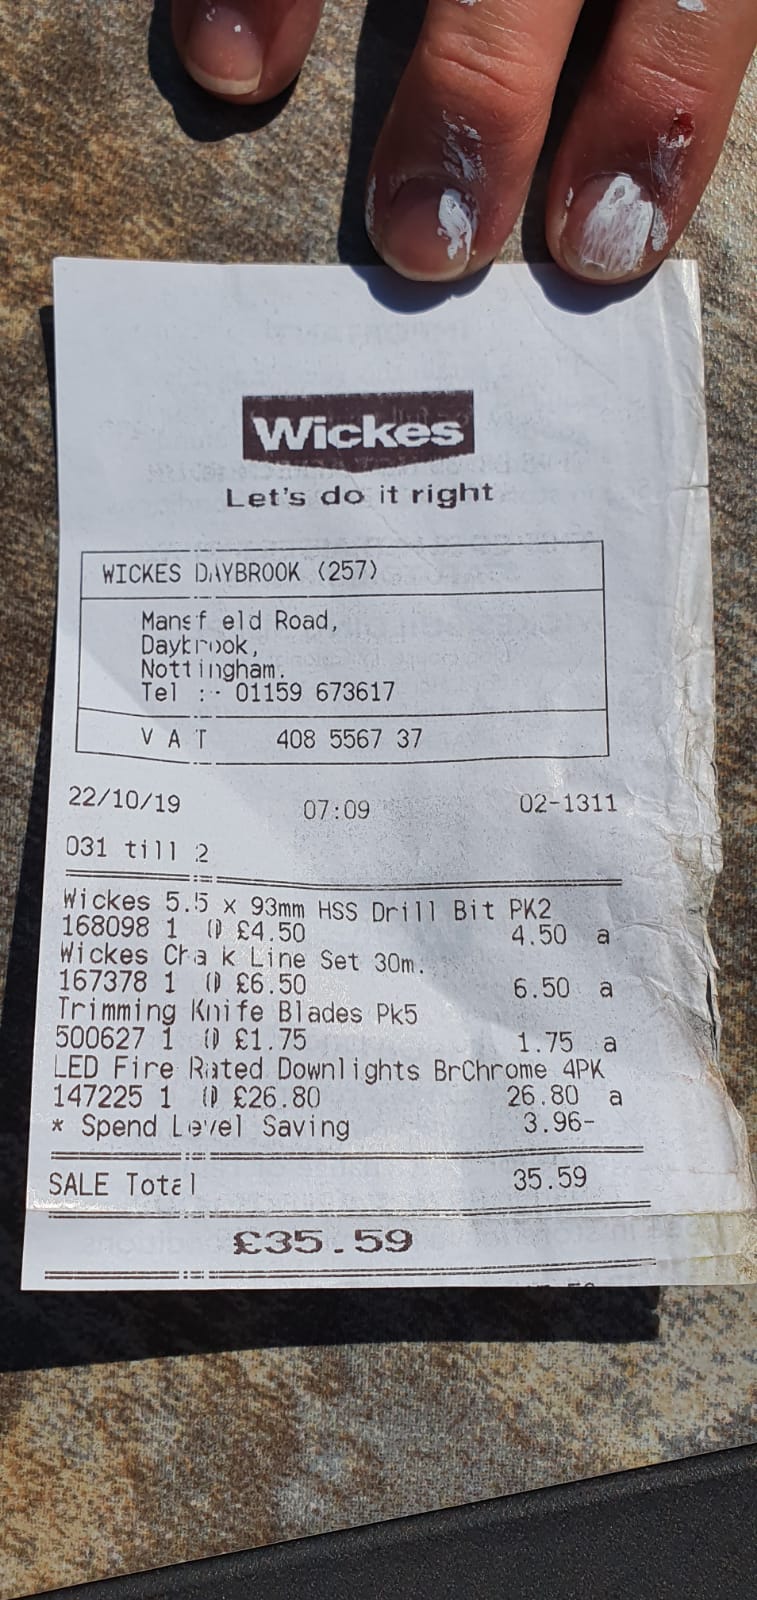 Wickes
Let's do it right
WICKES DAYBROOK (257)
Mansfield Road,
Daybrook,
Nottingham.
Tel :- 01159 673617
V A T 408 5567 37
22/10/19 07:09 02-1311
031 till 2
Wickes 5.5 x 93mm HSS Drill Bit PK2
168098 1 @ £4.50 4.50 a
Wickes Chalk Line Set 30m.
167378 1 @ £6.50 6.50 a
Trimming Knife Blades Pk5
500627 1 @ £1.75 1.75 a
LED Fire Rated Downlights BrChrome 4PK
147225 1 @ £26.80 26.80 a
* Spend Level Saving 3.96-
SALE Total 35.59
£35.59